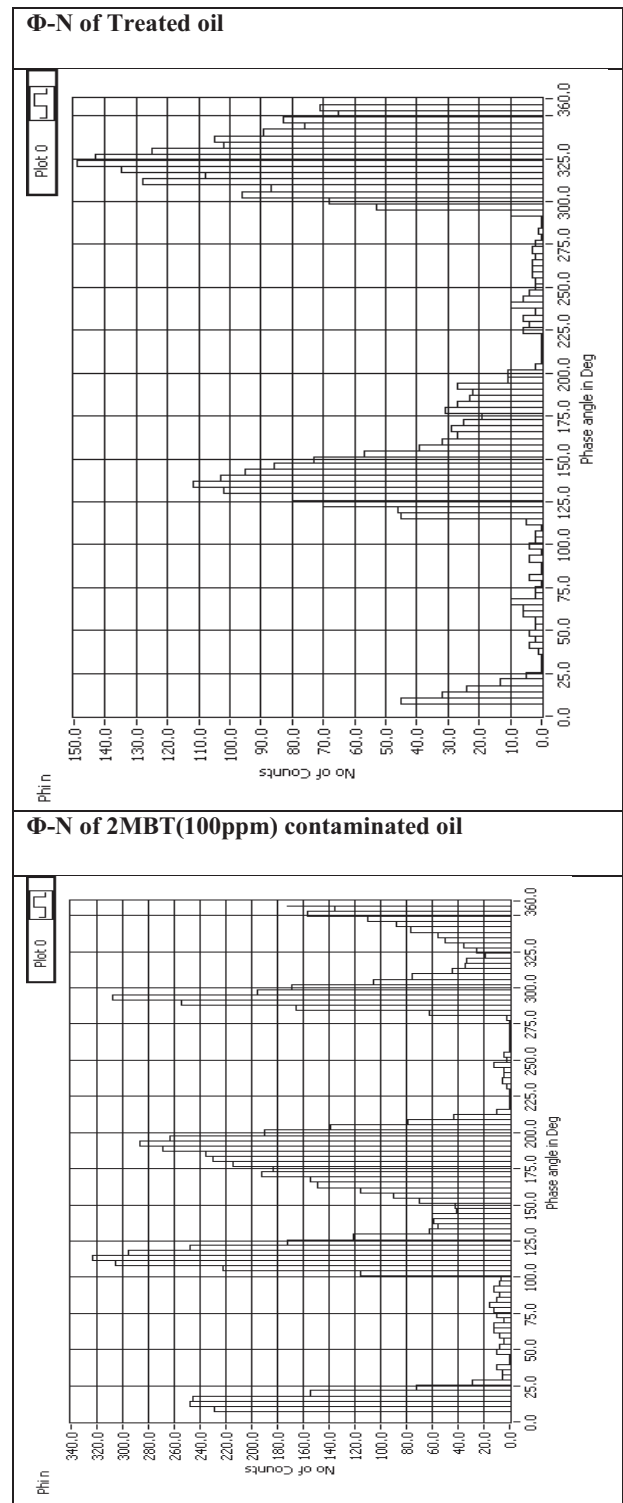 Φ-N of Treated oil
Plot 0
Phi n
150.0
140.0
130.0
120.0
110.0
100.0
90.0
80.0
70.0
60.0
50.0
40.0
30.0
20.0
10.0
0.0
No of Counts
0.0 25.0 50.0 75.0 100.0 125.0 150.0 175.0 200.0 225.0 250.0 275.0 300.0 325.0 360.0
Phase angle in Deg
Φ-N of 2MBT(100ppm) contaminated oil
Plot 0
Phi n
340.0
320.0
300.0
280.0
260.0
240.0
220.0
200.0
180.0
160.0
140.0
120.0
100.0
80.0
60.0
40.0
20.0
0.0
No of Counts
0.0 25.0 50.0 75.0 100.0 125.0 150.0 175.0 200.0 225.0 250.0 275.0 300.0 325.0 360.0
Phase angle in Deg